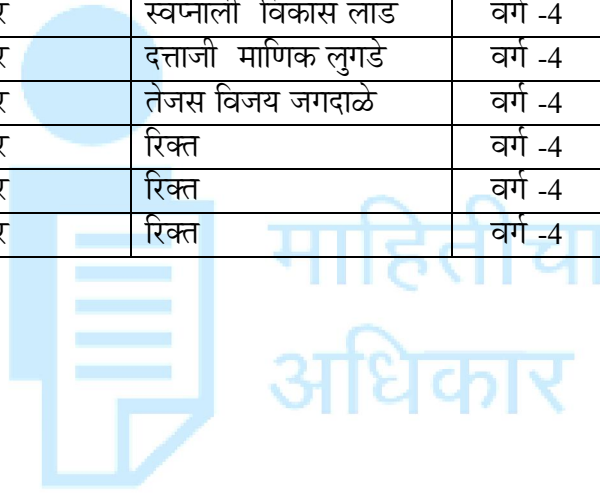 र स्वप्नाली विकास लाड वर्ग -4
र दत्ताजी माणिक लुगडे वर्ग -4
र तेजस विजय जगदाळे वर्ग -4
र रिक्त वर्ग -4
र रिक्त वर्ग -4
र रिक्त वर्ग -4
माहितीचा
अधिकार